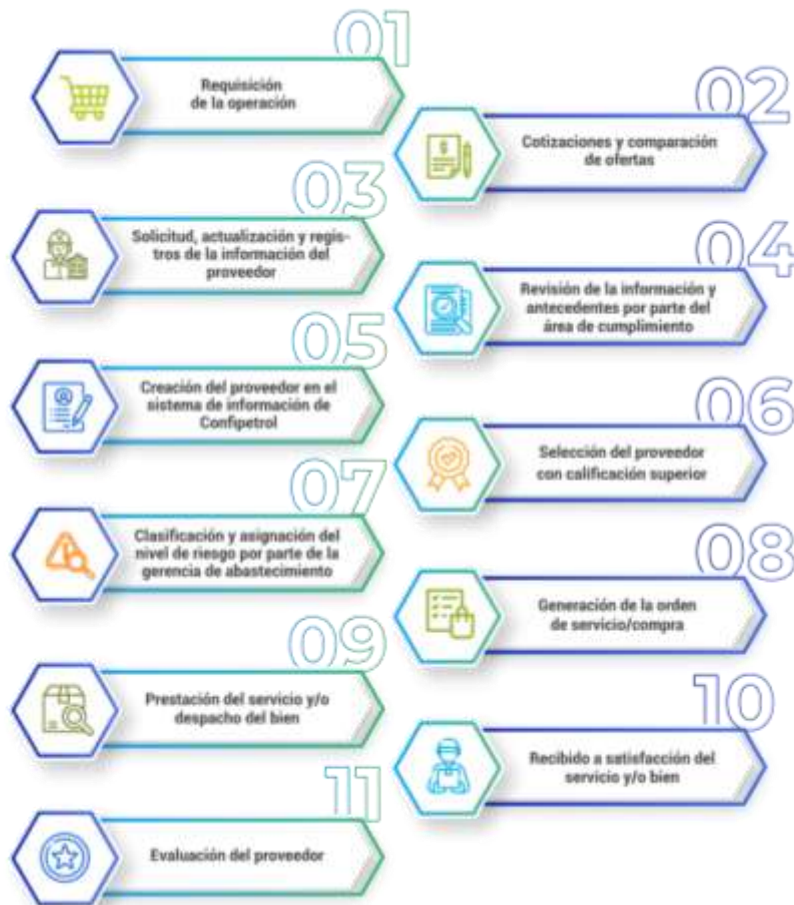 01
Requisición
de la operación
02
Cotizaciones y comparación
de ofertas
03
Solicitud, actualización y regis-
tros de la información del
proveedor
04
Revisión de la información y
antecedentes por parte del
área de cumplimiento
05
Creación del proveedor en el
sistema de información de
Confipetrol
06
Selección del proveedor
con calificación superior
07
Clasificación y asignación del
nivel de riesgo por parte de la
gerencia de abastecimiento
08
Generación de la orden
de servicio/compra
09
Prestación del servicio y/o
despacho del bien
10
Recibido a satisfacción del
servicio y/o bien
11
Evaluación del proveedor